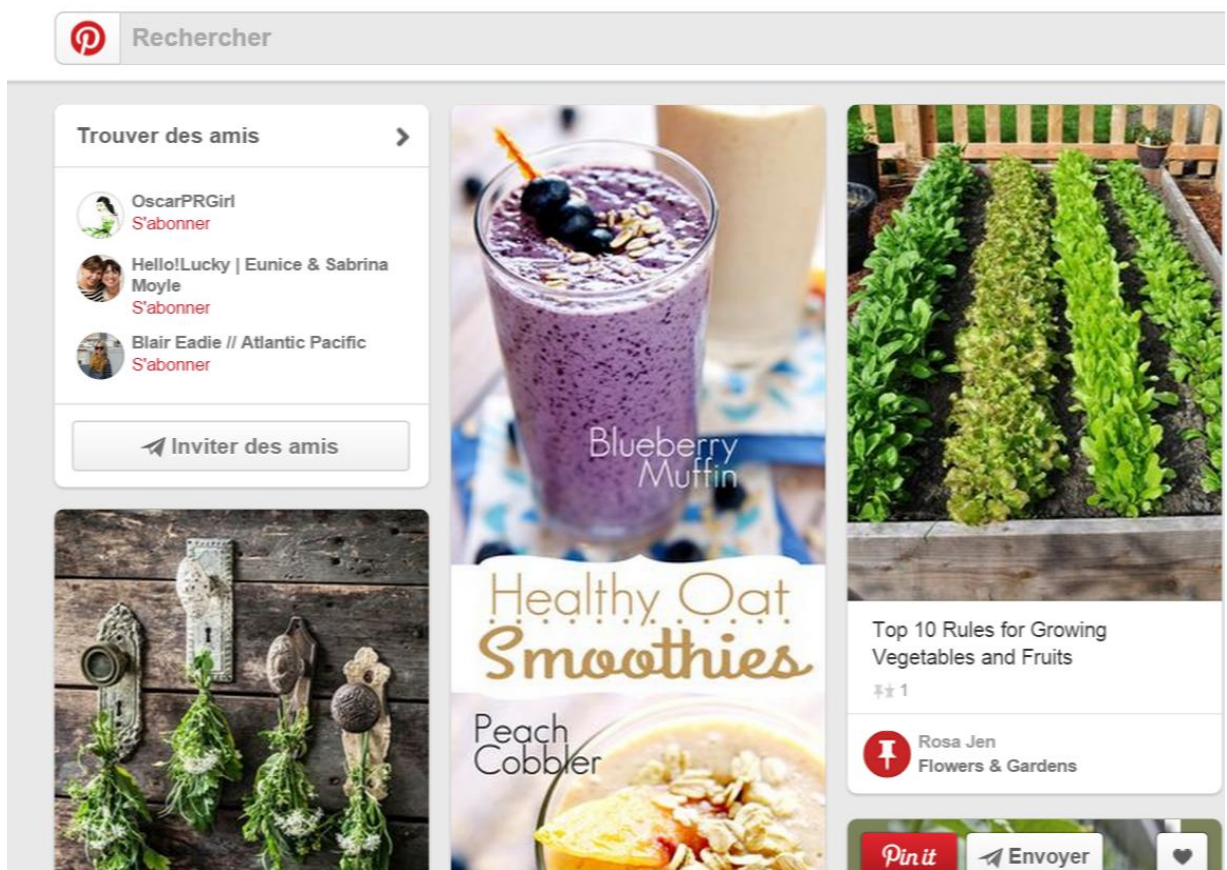 Rechercher
Trouver des amis
OscarPRGirl
S'abonner
Hello!Lucky | Eunice & Sabrina
Moyle
S'abonner
Blair Eadie // Atlantic Pacific
S'abonner
Inviter des amis
Blueberry
Muffin
Healthy Oat
Smoothies
Peach
Cobbler
Top 10 Rules for Growing
Vegetables and Fruits
1
Rosa Jen
Flowers & Gardens
Pin it
Envoyer